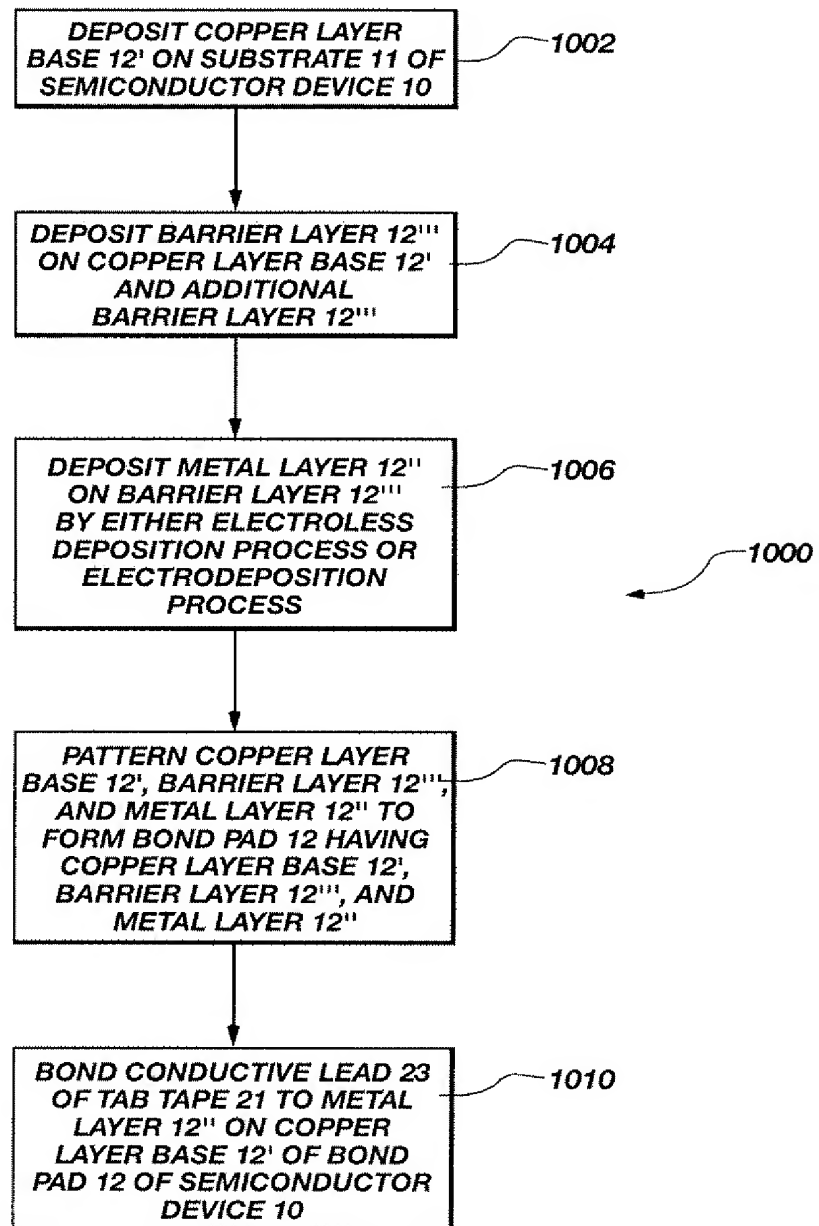 DEPOSIT COPPER LAYER
BASE 12' ON SUBSTRATE 11 OF
SEMICONDUCTOR DEVICE 10
1002
DEPOSIT BARRIER LAYER 12'''
ON COPPER LAYER BASE 12'
AND ADDITIONAL
BARRIER LAYER 12'''
1004
DEPOSIT METAL LAYER 12''
ON BARRIER LAYER 12'''
BY EITHER ELECTROLESS
DEPOSITION PROCESS OR
ELECTRODEPOSITION
PROCESS
1006
1000
PATTERN COPPER LAYER
BASE 12', BARRIER LAYER 12''',
AND METAL LAYER 12'' TO
FORM BOND PAD 12 HAVING
COPPER LAYER BASE 12',
BARRIER LAYER 12''', AND
METAL LAYER 12''
1008
BOND CONDUCTIVE LEAD 23
OF TAB TAPE 21 TO METAL
LAYER 12'' ON COPPER
LAYER BASE 12' OF BOND
PAD 12 OF SEMICONDUCTOR
DEVICE 10
1010